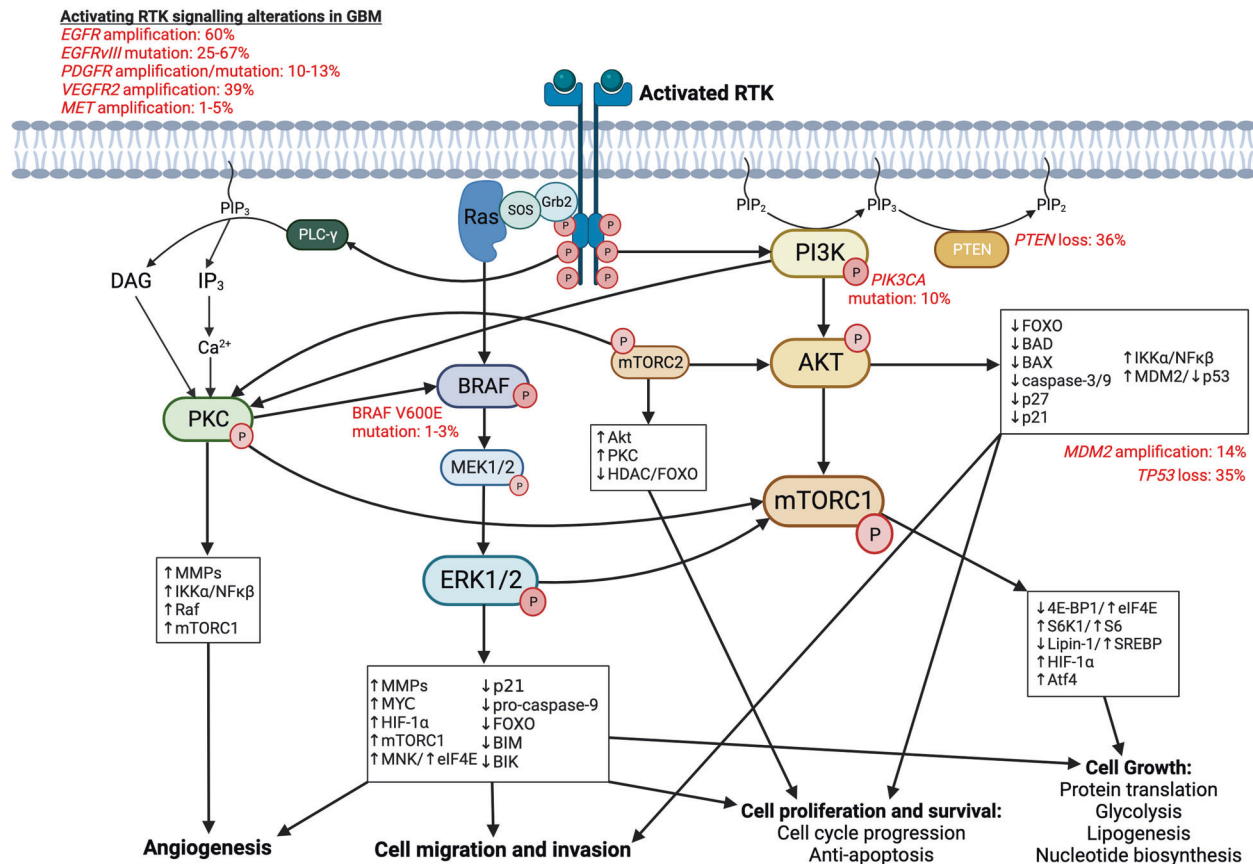 Activating RTK signalling alterations in GBM
EGFR amplification: 60%
EGFRvIII mutation: 25-67%
PDGFR amplification/mutation: 10-13%
VEGFR2 amplification: 39%
MET amplification: 1-5%
Activated RTK
PIP₃
PLC-γ
DAG
IP₃
Ca²⁺
PKC
P
Ras
SOS
Grb2
P
P
P
P
P
P
PIP₂
PIP₃
PIP₂
PI3K
P
PTEN
PTEN loss: 36%
PIK3CA
mutation: 10%
BRAF
P
BRAF V600E
mutation: 1-3%
MEK1/2
P
ERK1/2
P
P
mTORC2
AKT
P
mTORC1
P
↑Akt
↑PKC
↓HDAC/FOXO
↓FOXO
↓BAD
↓BAX
↓caspase-3/9
↓p27
↓p21
↑IKKα/NFκβ
↑MDM2/↓p53
MDM2 amplification: 14%
TP53 loss: 35%
↑MMPs
↑IKKα/NFκβ
↑Raf
↑mTORC1
↑MMPs
↑MYC
↑HIF-1α
↑mTORC1
↑MNK/↑eIF4E
↓p21
↓pro-caspase-9
↓FOXO
↓BIM
↓BIK
↓4E-BP1/↑eIF4E
↑S6K1/↑S6
↓Lipin-1/↑SREBP
↑HIF-1α
↑Atf4
Angiogenesis
Cell migration and invasion
Cell proliferation and survival:
Cell cycle progression
Anti-apoptosis
Cell Growth:
Protein translation
Glycolysis
Lipogenesis
Nucleotide biosynthesis